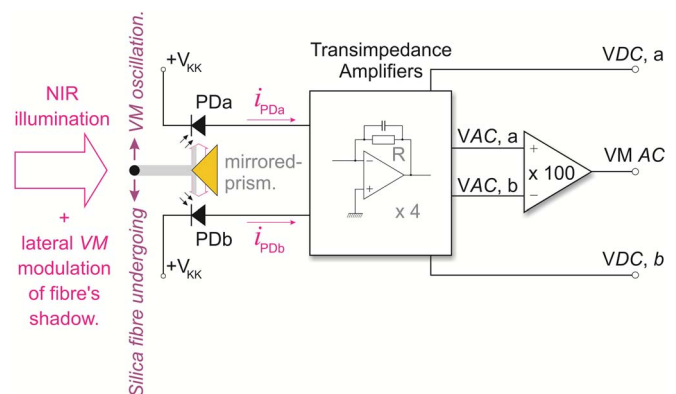 NIR
illumination
+
lateral VM
modulation
of fibre's
shadow.
Silica fibre undergoing VM oscillation.
+VKK
PDa
iPDa
mirrored-
prism.
PDb
iPDb
+VKK
Transimpedance
Amplifiers
R
x 4
−
+
VAC, a
VAC, b
+
x 100
−
VDC, a
VM AC
VDC, b